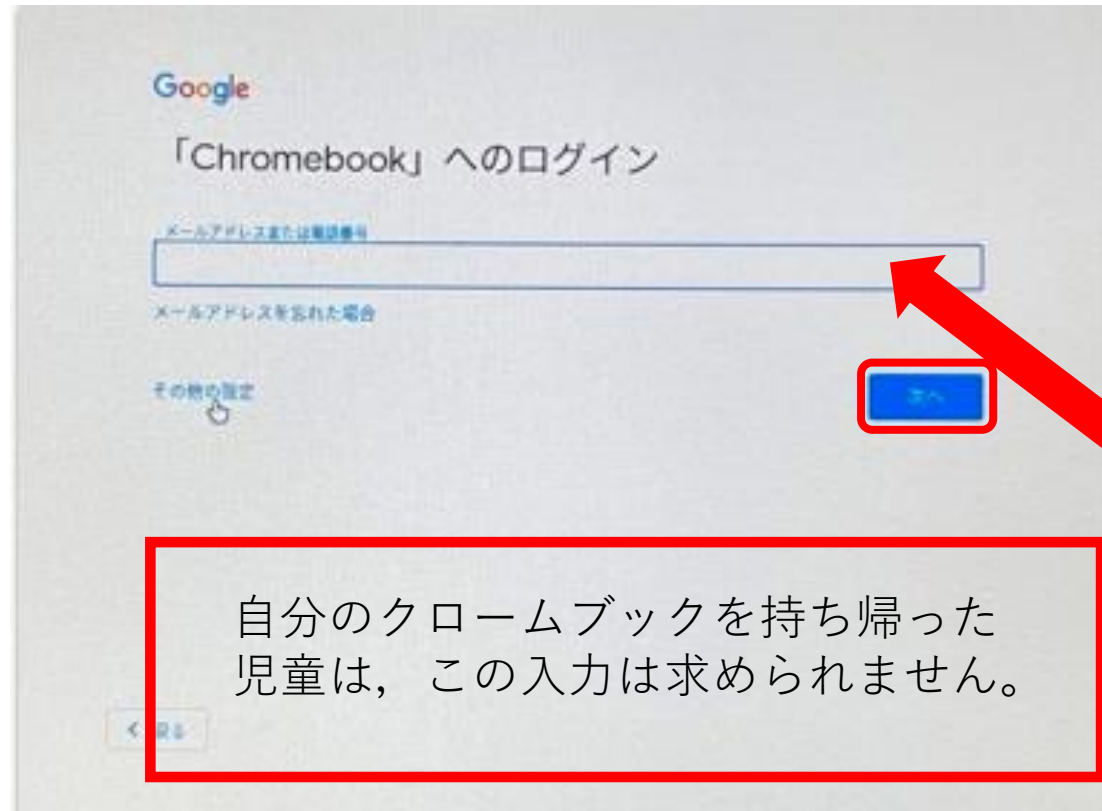 Google
「Chromebook」へのログイン
メールアドレスまたは電話番号
メールアドレスを忘れた場合
その他の設定
次へ
自分のクロームブックを持ち帰った
児童は，この入力は求められません。
戻る